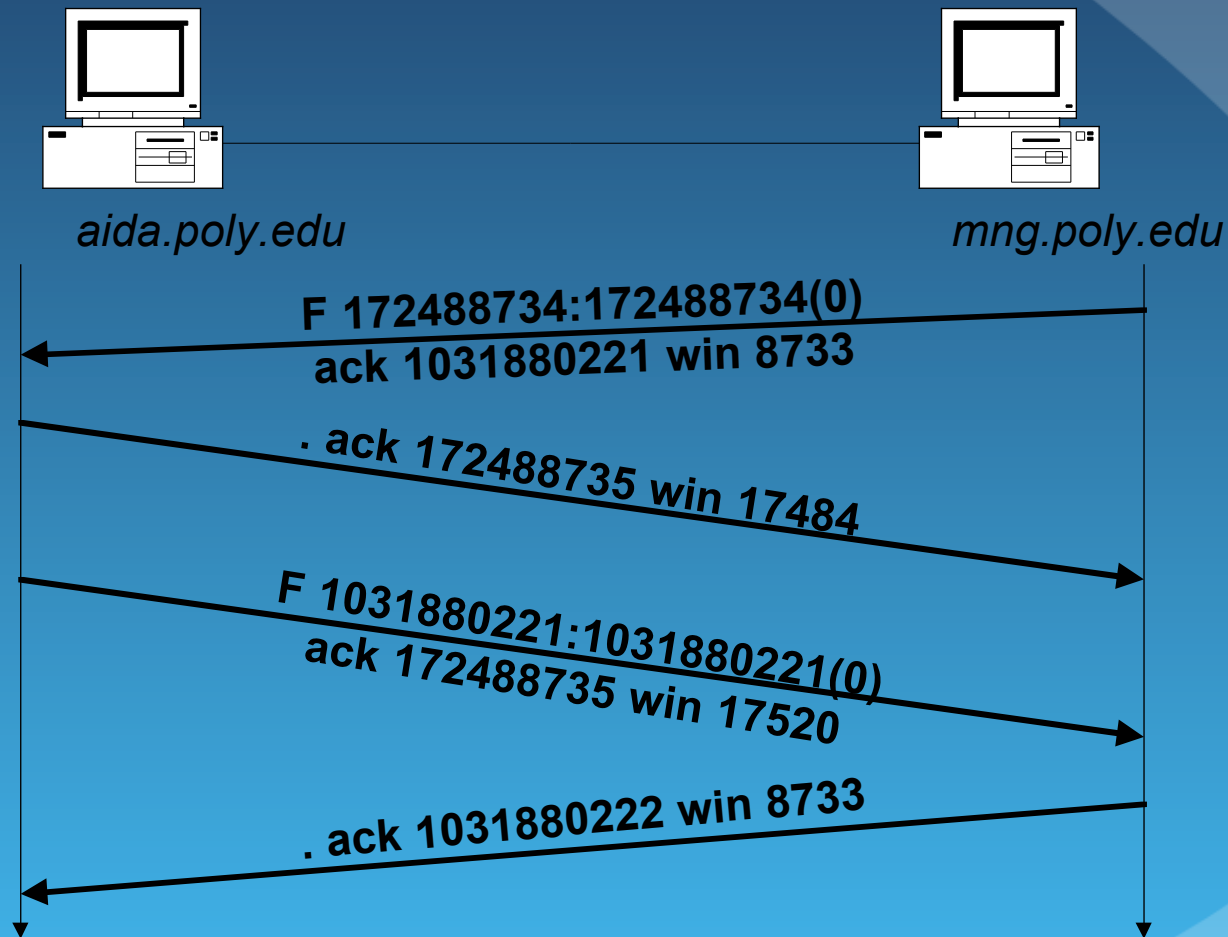 aida.poly.edu
mng.poly.edu
F 172488734:172488734(0)
ack 1031880221 win 8733
. ack 172488735 win 17484
F 1031880221:1031880221(0)
ack 172488735 win 17520
. ack 1031880222 win 8733